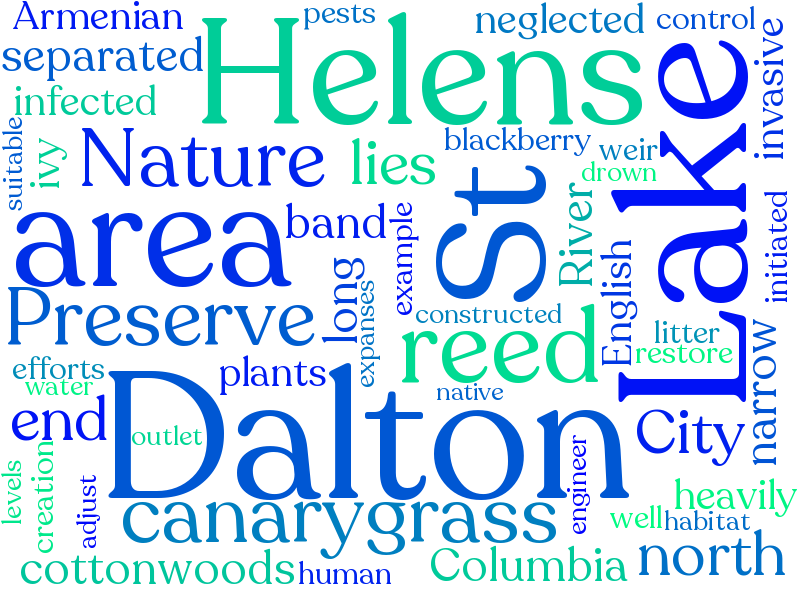 Armenian
pests
neglected
control
separated
Helens
infected
invasive
Lake
suitable
ivy
Nature
lies
blackberry
weir
drown
St
River
area
band
example
English
initiated
long
expanses
Preserve
constructed
reed
litter
restore
narrow
efforts
water
plants
native
end
Dalton
outlet
City
levels
creation
adjust
canarygrass
engineer
heavily
well
habitat
cottonwoods
human
Columbia
north